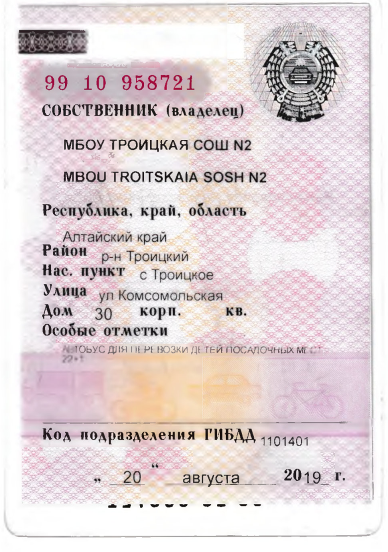 99 10 958721
СОБСТВЕННИК (владелец)
МБОУ ТРОИЦКАЯ СОШ N2
MBOU TROITSKAIA SOSH N2
Республика, край, область
Алтайский край
Район р-н Троицкий
Нас. пункт с Троицкое
Улица ул Комсомольская
Дом 30 корп. кв.
Особые отметки
АВТОБУС ДЛЯ ПЕРЕВОЗКИ ДЕТЕЙ ПОСАДОЧНЫХ МЕСТ
22+1
Код подразделения ГИБДД 1101401
„ 20 “ августа 2019 г.